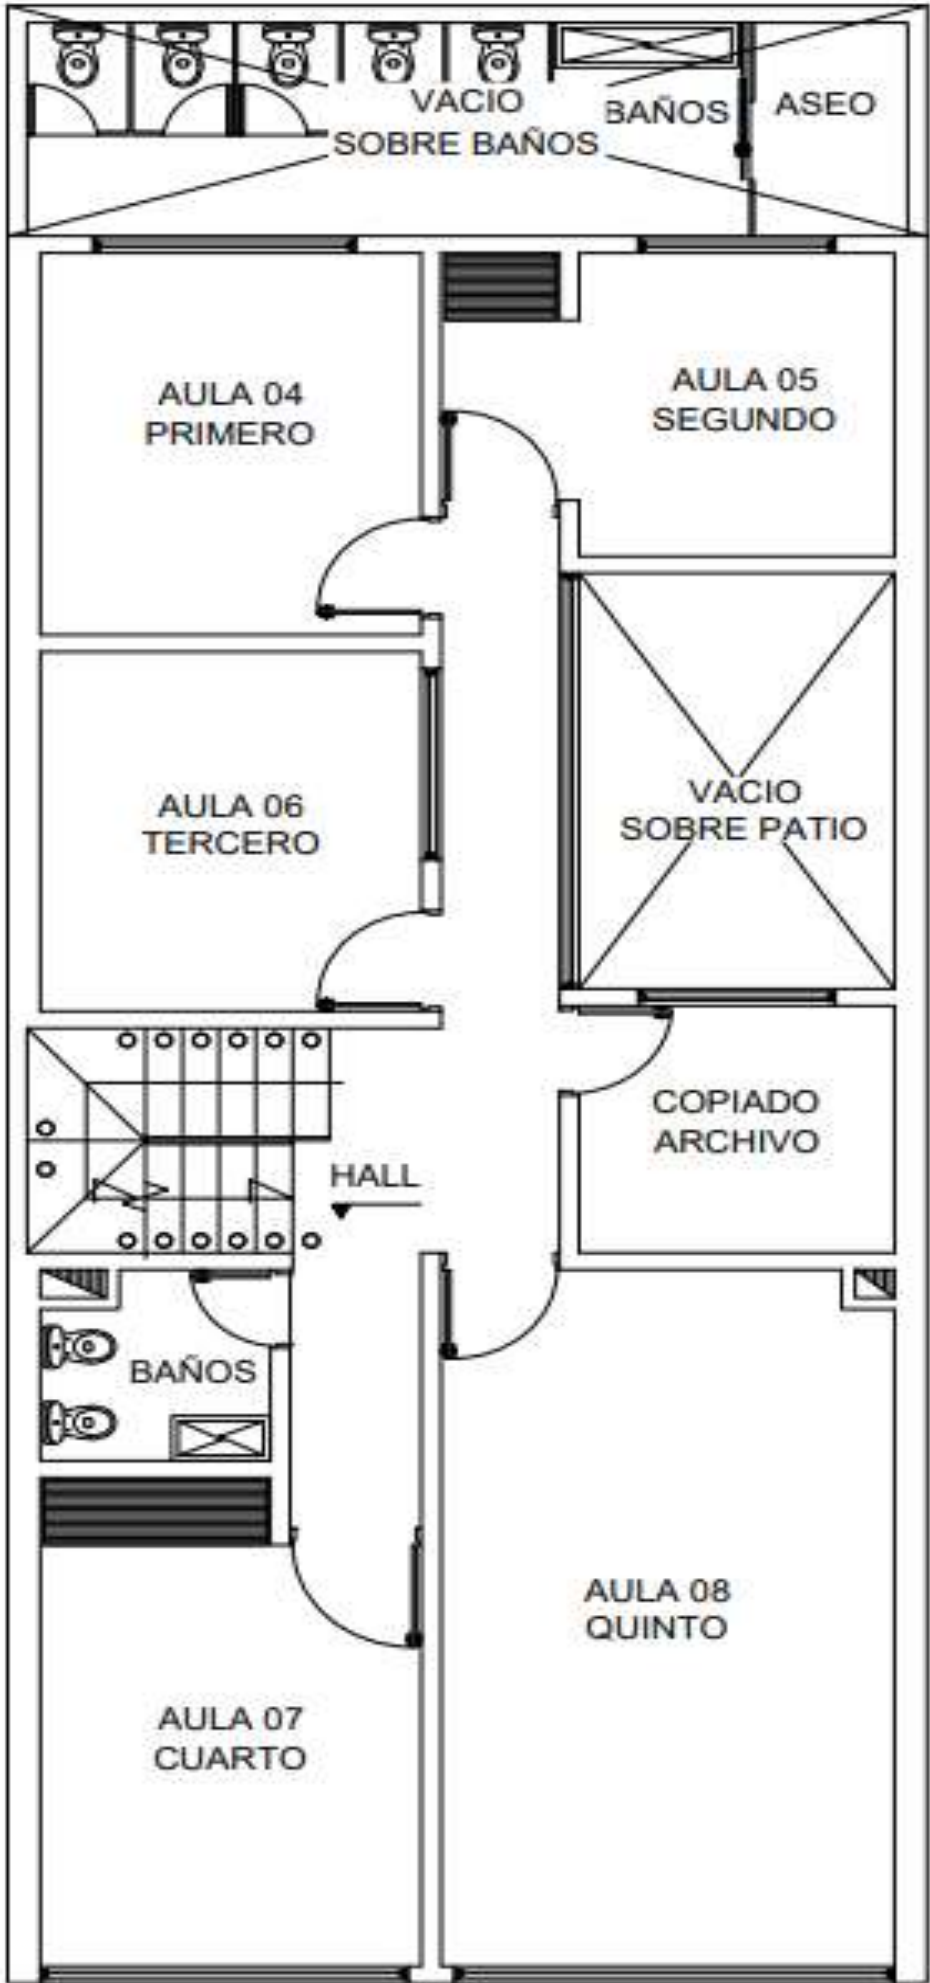 VACIO
SOBRE BAÑOS
BAÑOS
ASEO
AULA 04
PRIMERO
AULA 05
SEGUNDO
AULA 06
TERCERO
VACIO
SOBRE PATIO
COPIADO
ARCHIVO
HALL
BAÑOS
AULA 08
QUINTO
AULA 07
CUARTO